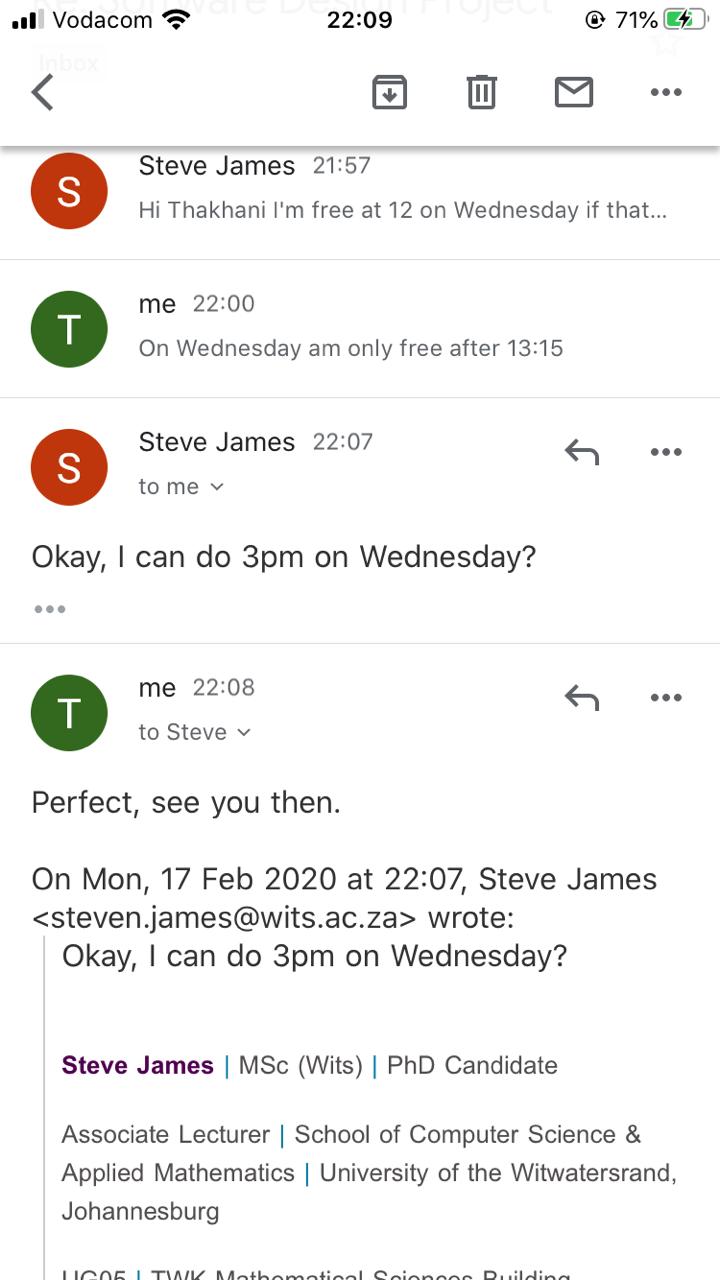 Re: Software Design Project
Vodacom 22:09 71%
Inbox
S Steve James 21:57
Hi Thakhani I'm free at 12 on Wednesday if that...
T me 22:00
On Wednesday am only free after 13:15
S Steve James 22:07
to me
Okay, I can do 3pm on Wednesday?
T me 22:08
to Steve
Perfect, see you then.
On Mon, 17 Feb 2020 at 22:07, Steve James
<steven.james@wits.ac.za> wrote:
Okay, I can do 3pm on Wednesday?
Steve James | MSc (Wits) | PhD Candidate
Associate Lecturer | School of Computer Science &
Applied Mathematics | University of the Witwatersrand,
Johannesburg
UG05 | TWK Mathematical Sciences Building